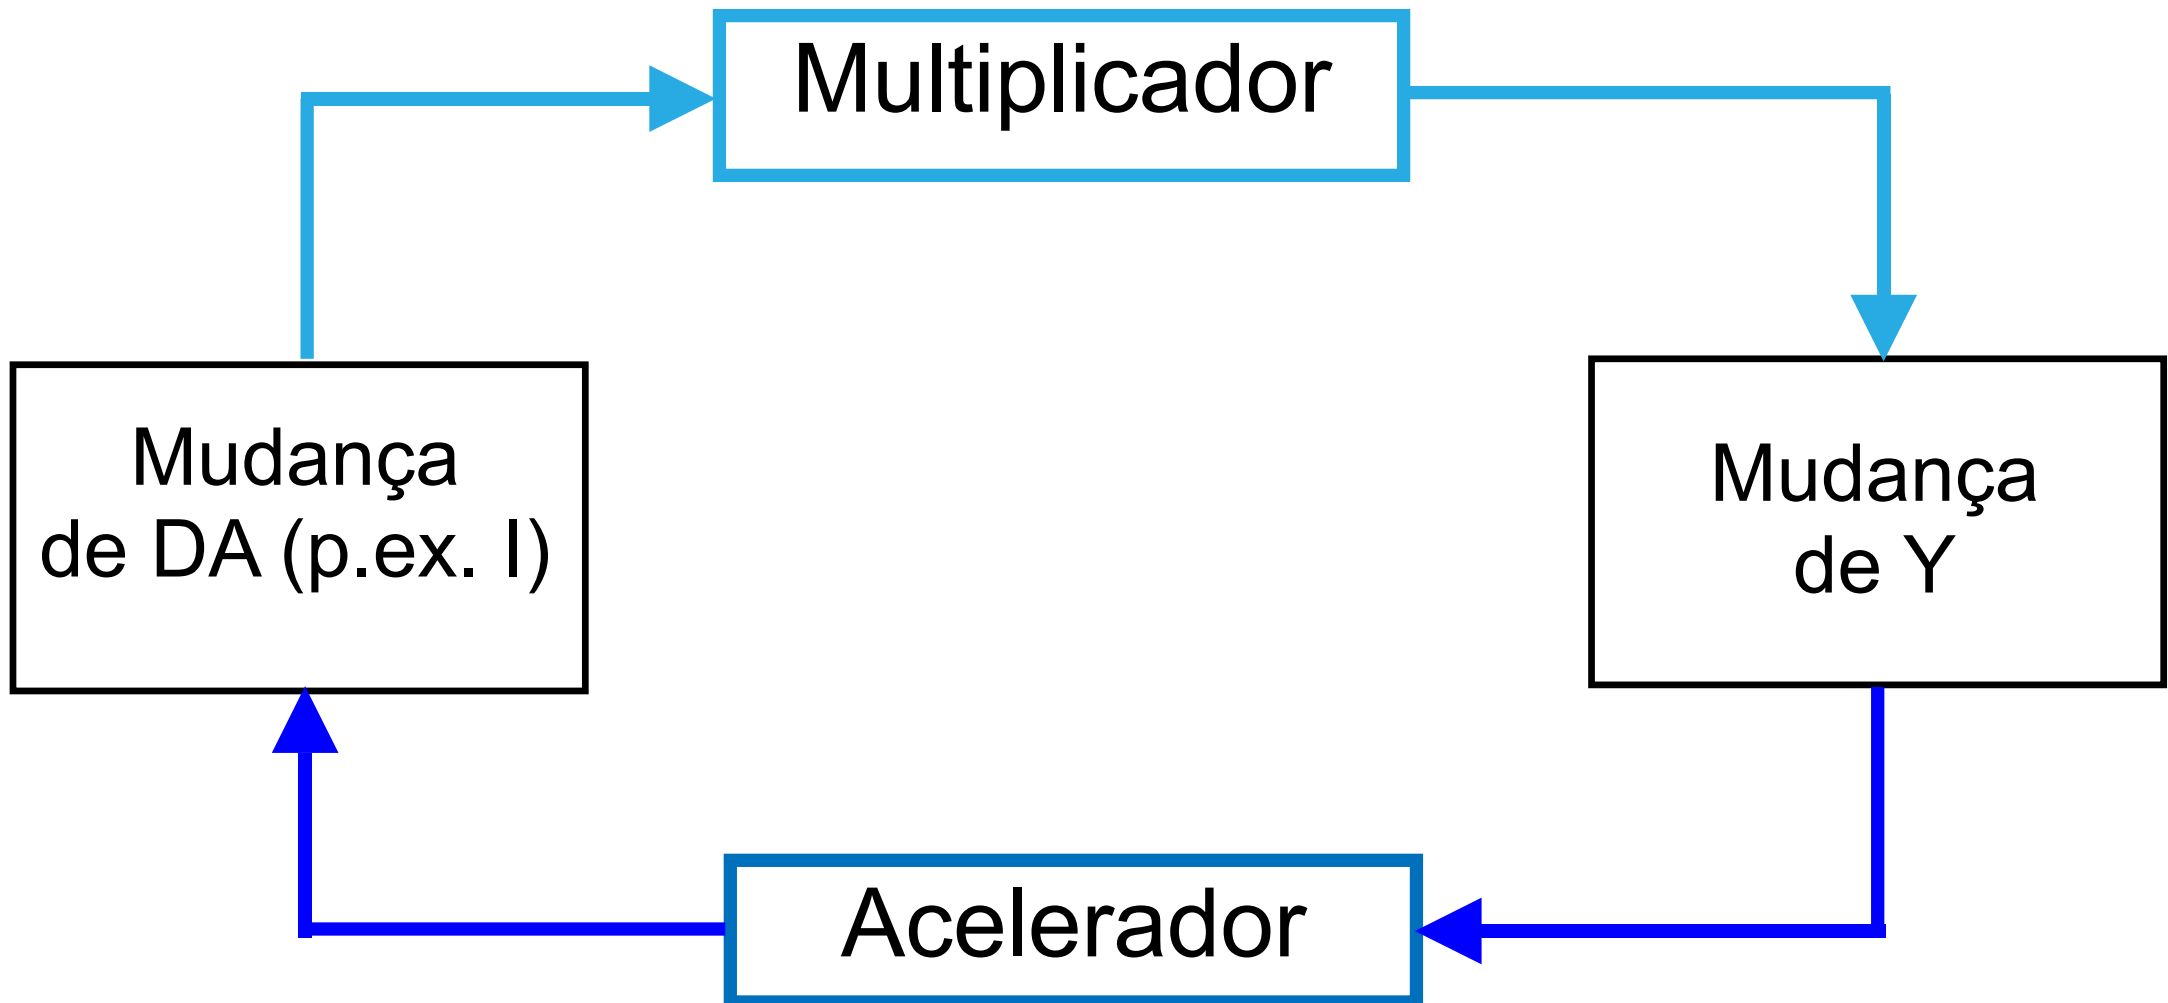 Multiplicador
Mudança
de DA (p.ex. I)
Mudança
de Y
Acelerador